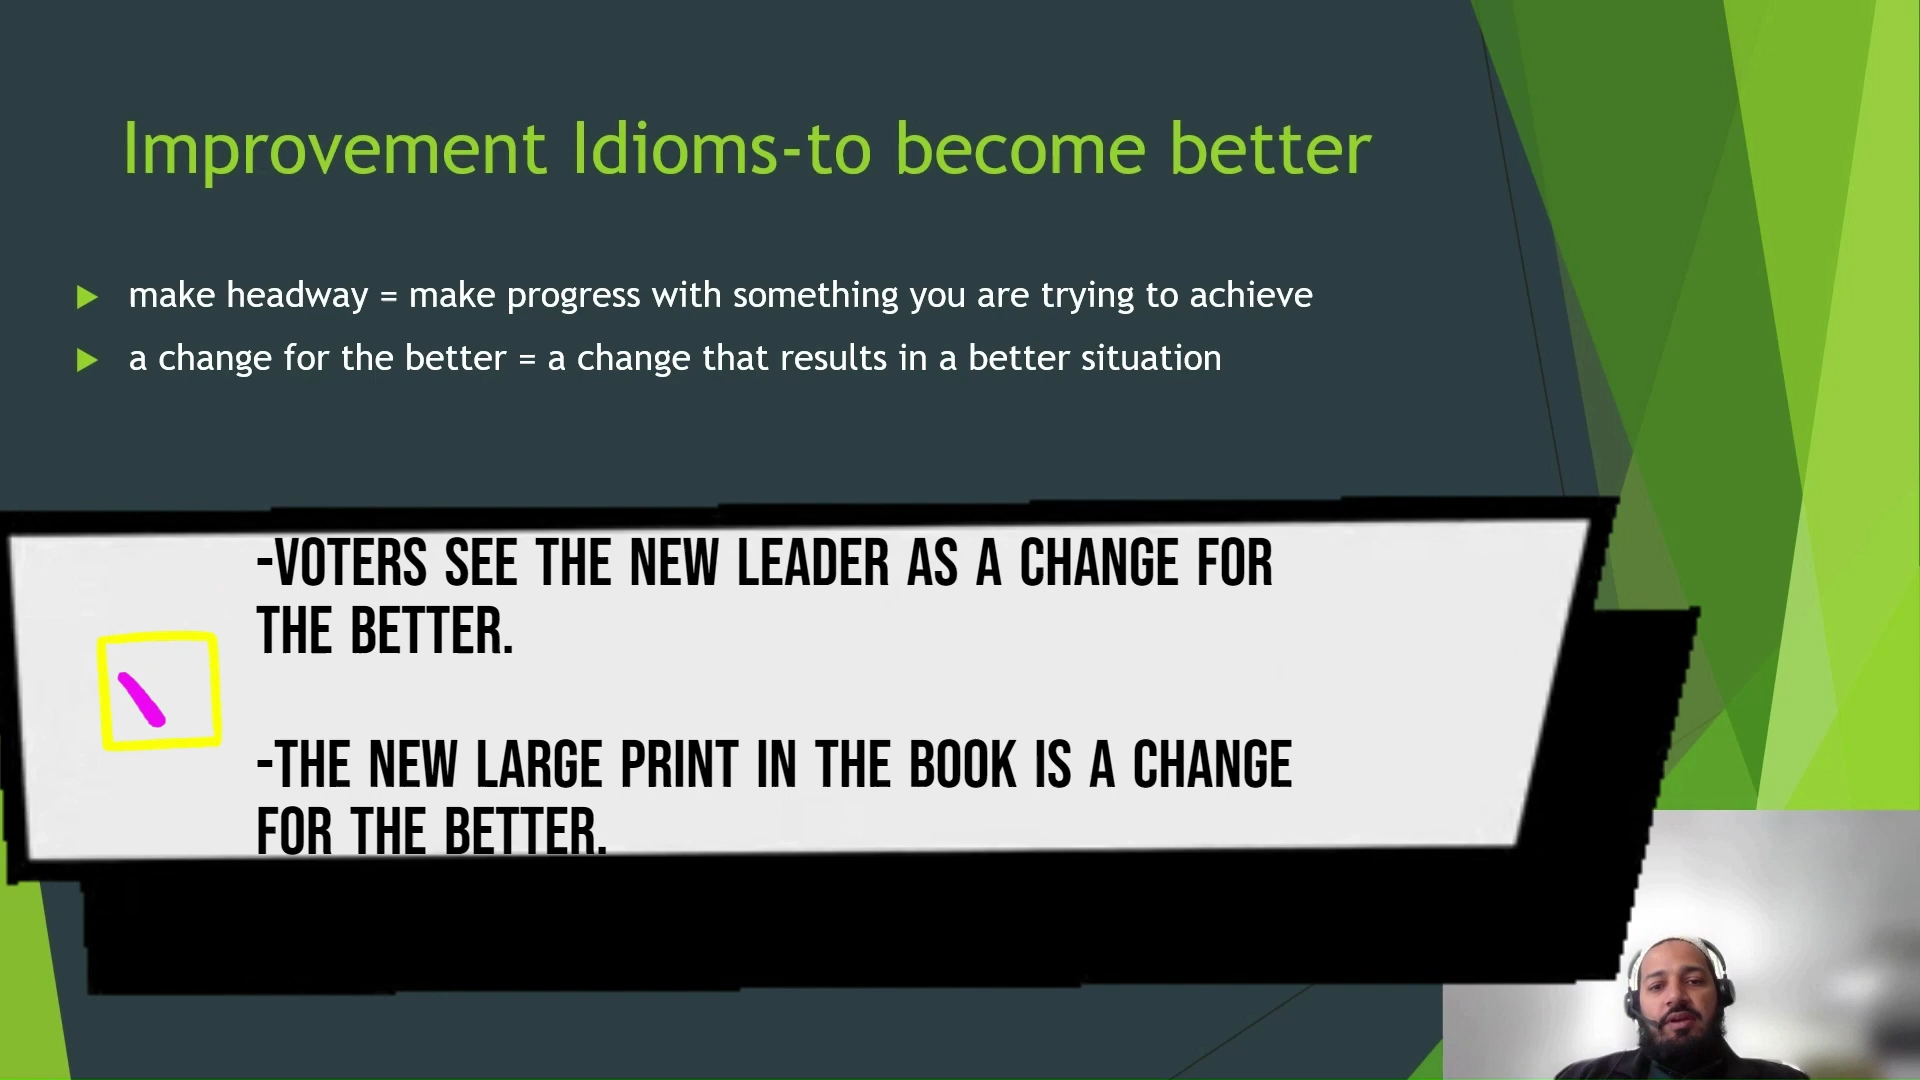 Improvement Idioms-to become better
make headway = make progress with something you are trying to achieve
a change for the better = a change that results in a better situation
-VOTERS SEE THE NEW LEADER AS A CHANGE FOR
THE BETTER.
-THE NEW LARGE PRINT IN THE BOOK IS A CHANGE
FOR THE BETTER.